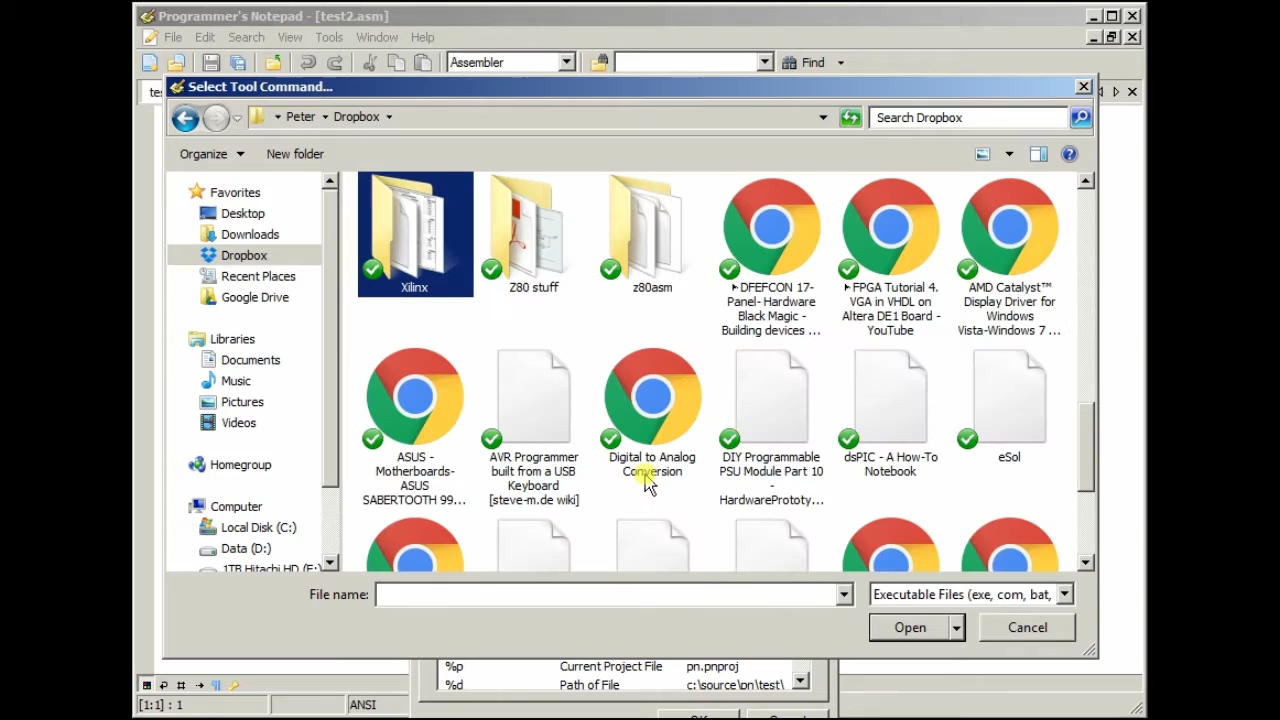 Programmer's Notepad - [test2.asm]
File Edit Search View Tools Window Help
Assembler
Find
Select Tool Command...
Peter Dropbox
Search Dropbox
Organize New folder
Favorites
Desktop
Downloads
Dropbox
Recent Places
Google Drive
Libraries
Documents
Music
Pictures
Videos
Homegroup
Computer
Local Disk (C:)
Data (D:)
1TB Hitachi HD (E:)
Xilinx
Z80 stuff
z80asm
DFEFCON 17-
Panel- Hardware
Black Magic -
Building devices ...
FPGA Tutorial 4.
VGA in VHDL on
Altera DE1 Board -
YouTube
AMD Catalyst™
Display Driver for
Windows
Vista-Windows 7 ...
ASUS -
Motherboards-
ASUS
SABERTOOTH 99...
AVR Programmer
built from a USB
Keyboard
[steve-m.de wiki]
Digital to Analog
Conversion
DIY Programmable
PSU Module Part 10
-
HardwarePrototy...
dsPIC - A How-To
Notebook
eSol
File name:
Executable Files (exe, com, bat,
Open
Cancel
%p Current Project File pn.pnproj
%d Path of File c:\source\pn\test\
[1:1] : 1
ANSI